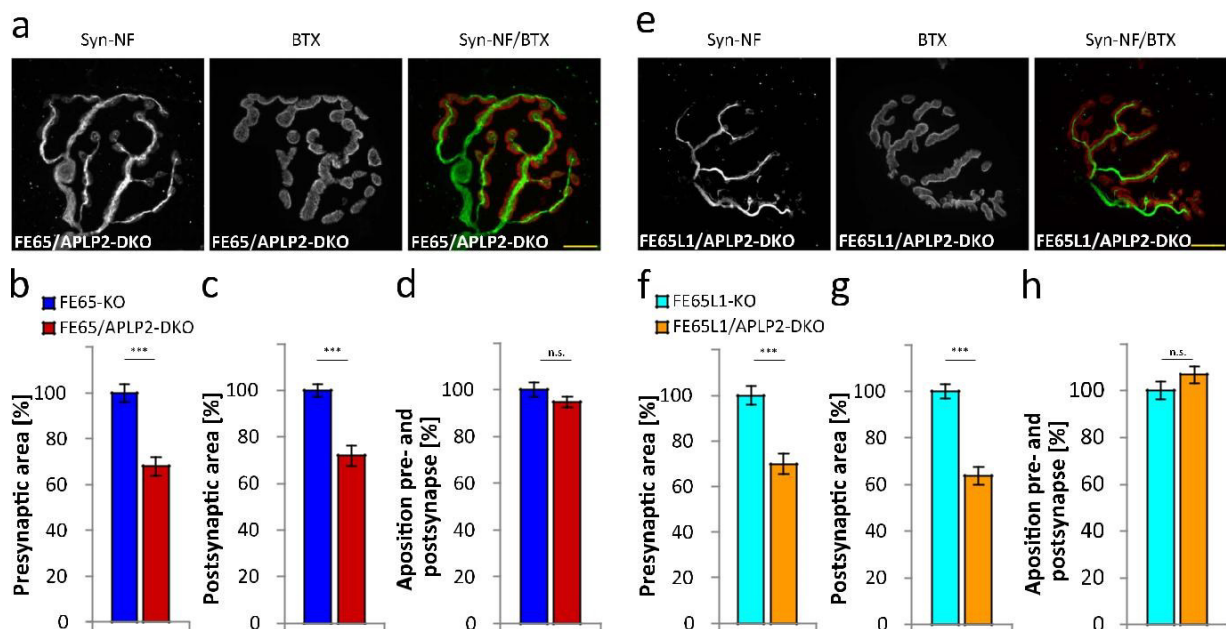 a
Syn-NF BTX Syn-NF/BTX
FE65/APLP2-DKO FE65/APLP2-DKO FE65/APLP2-DKO
e
Syn-NF BTX Syn-NF/BTX
FE65L1/APLP2-DKO FE65L1/APLP2-DKO FE65L1/APLP2-DKO
b
FE65-KO
FE65/APLP2-DKO
***
Presynaptic area [%]
100
80
60
40
20
0
c
***
Postsynaptic area [%]
100
80
60
40
20
0
d
n.s.
Aposition pre- and
postsynapse [%]
100
80
60
40
20
0
f
FE65L1-KO
FE65L1/APLP2-DKO
***
Presynaptic area [%]
100
80
60
40
20
0
g
***
Postsynaptic area [%]
100
80
60
40
20
0
h
n.s.
Aposition pre- and
postsynapse [%]
100
80
60
40
20
0